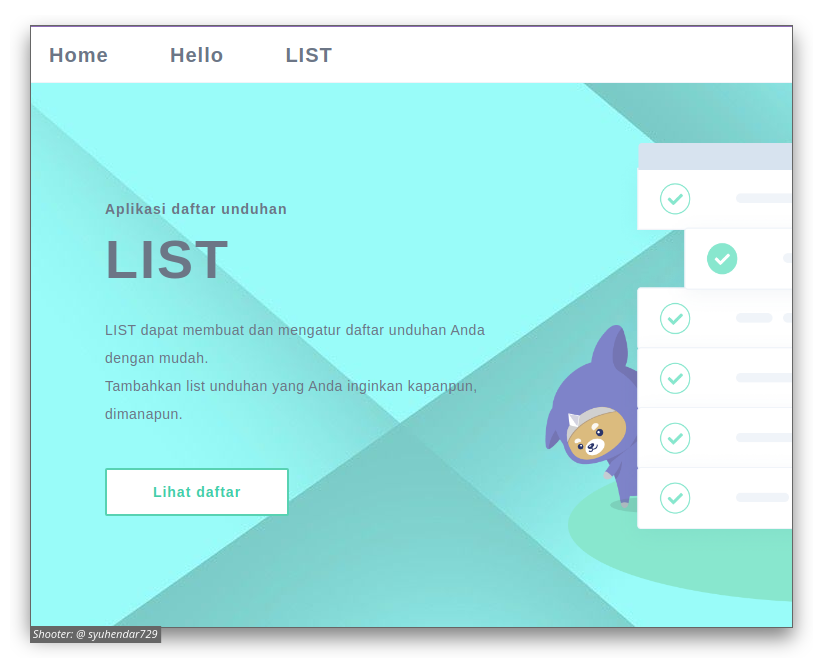 Home Hello LIST
Aplikasi daftar unduhan
LIST
LIST dapat membuat dan mengatur daftar unduhan Anda
dengan mudah.
Tambahkan list unduhan yang Anda inginkan kapanpun,
dimanapun.
Lihat daftar
Shooter: @ syuhendar729